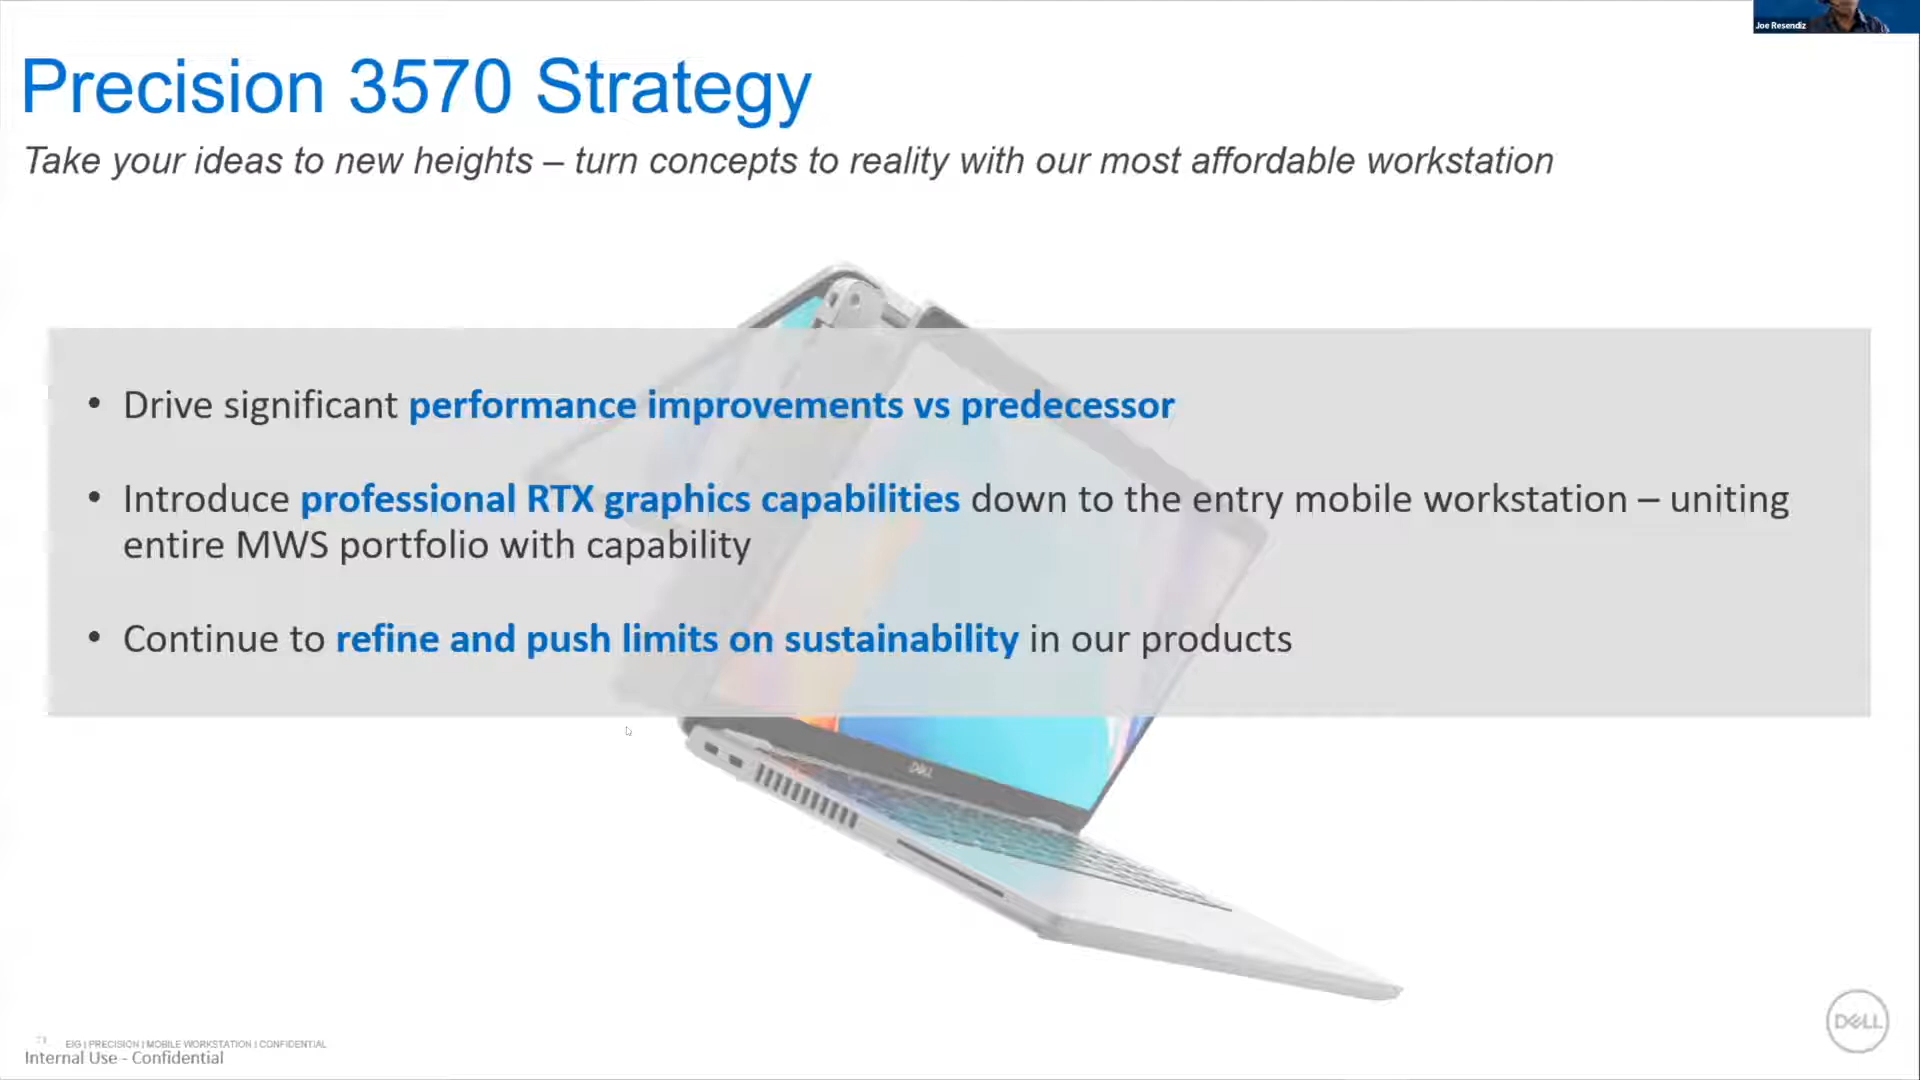 Joe Resendiz
Precision 3570 Strategy
Take your ideas to new heights – turn concepts to reality with our most affordable workstation
• Drive significant performance improvements vs predecessor
• Introduce professional RTX graphics capabilities down to the entry mobile workstation – uniting
entire MWS portfolio with capability
• Continue to refine and push limits on sustainability in our products
DELL
EIG | PRECISION | MOBILE WORKSTATION | CONFIDENTIAL
Internal Use - Confidential
DELL